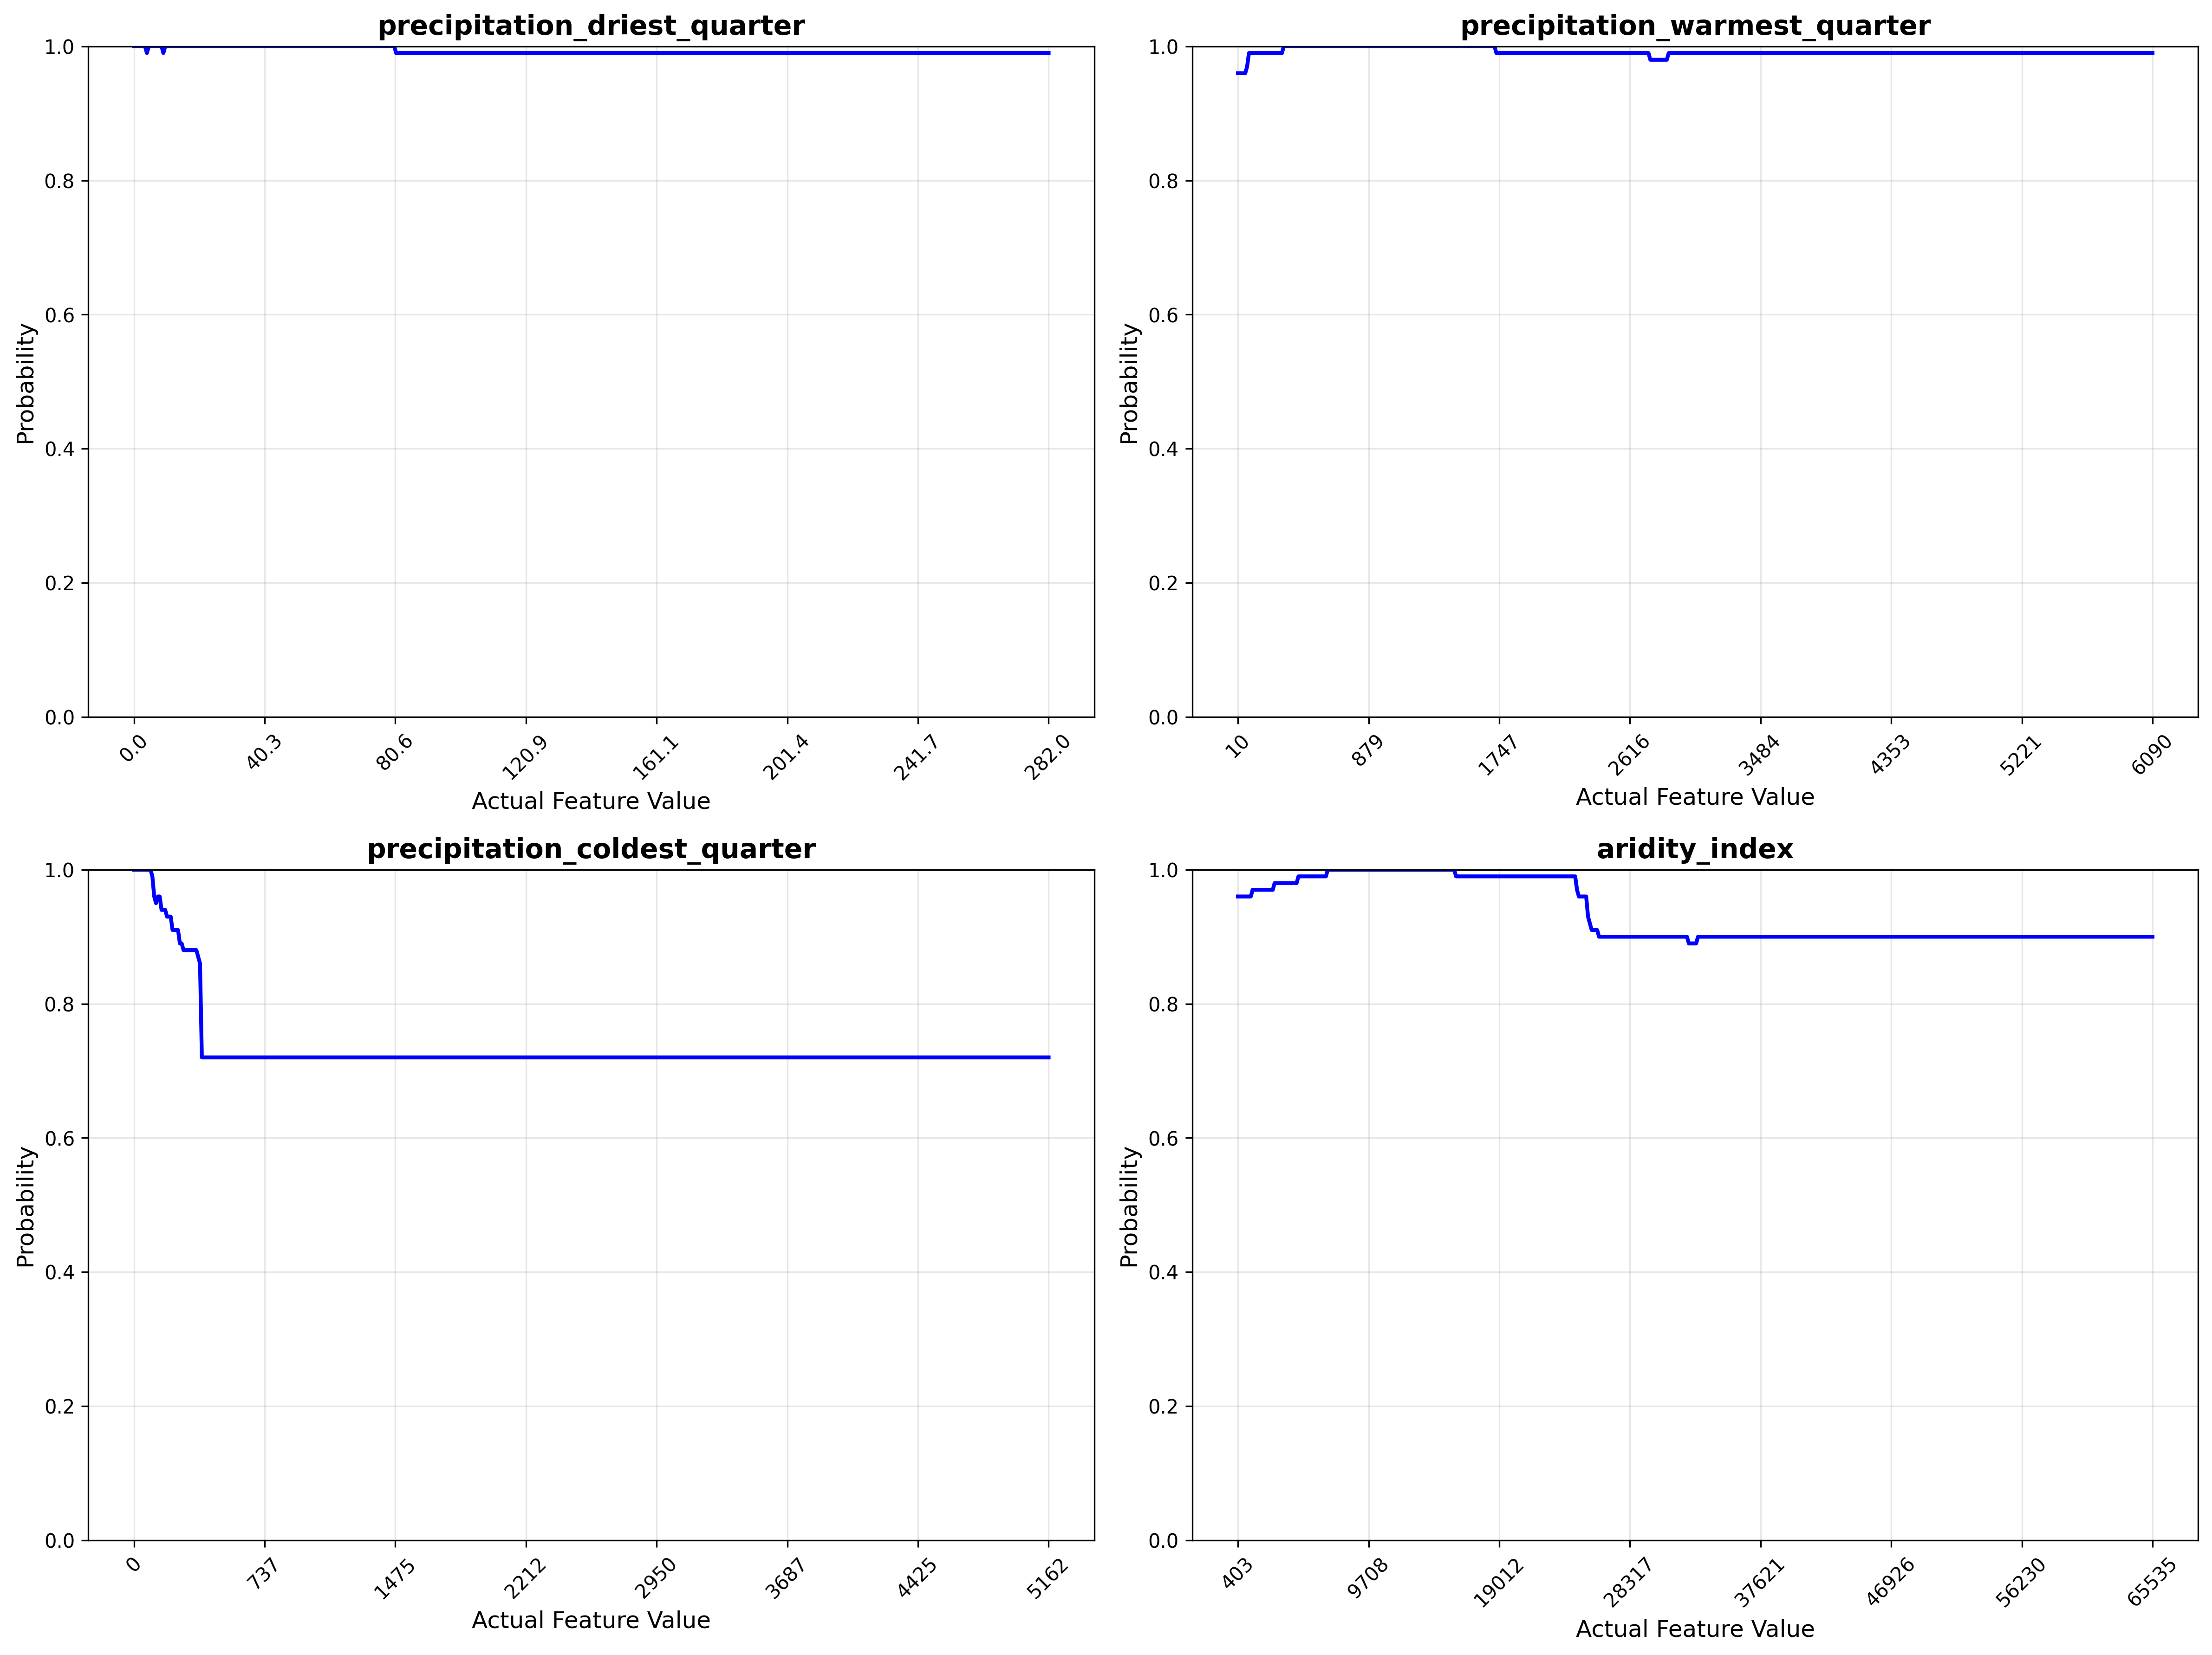 precipitation_driest_quarter
1.0
0.8
0.6
0.4
0.2
0.0
Probability
0.0 40.3 80.6 120.9 161.1 201.4 241.7 282.0
Actual Feature Value
precipitation_warmest_quarter
1.0
0.8
0.6
0.4
0.2
0.0
Probability
10 879 1747 2616 3484 4353 5221 6090
Actual Feature Value
precipitation_coldest_quarter
1.0
0.8
0.6
0.4
0.2
0.0
Probability
0 737 1475 2212 2950 3687 4425 5162
Actual Feature Value
aridity_index
1.0
0.8
0.6
0.4
0.2
0.0
Probability
403 9708 19012 28317 37621 46926 56230 65535
Actual Feature Value